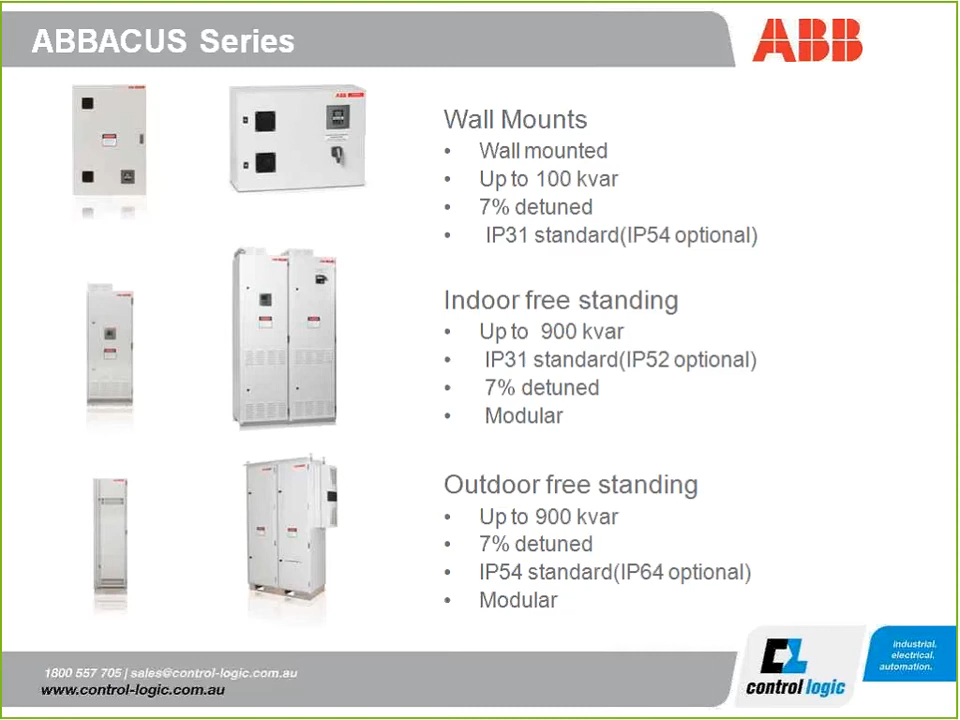 ABBACUS Series
ABB
Wall Mounts
• Wall mounted
• Up to 100 kvar
• 7% detuned
• IP31 standard(IP54 optional)
Indoor free standing
• Up to 900 kvar
• IP31 standard(IP52 optional)
• 7% detuned
• Modular
Outdoor free standing
• Up to 900 kvar
• 7% detuned
• IP54 standard(IP64 optional)
• Modular
1800 557 705 | sales@control-logic.com.au
www.control-logic.com.au
control logic
industrial.
electrical.
automation.